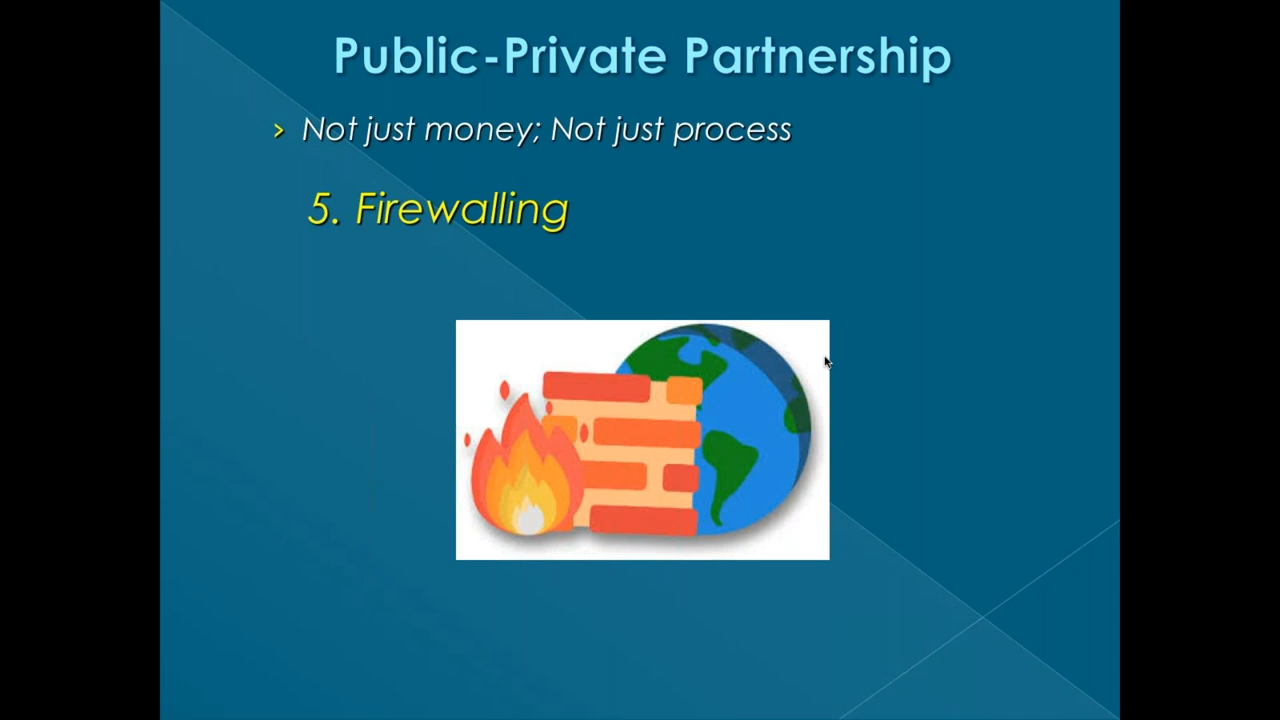 Public-Private Partnership
› Not just money; Not just process
5. Firewalling